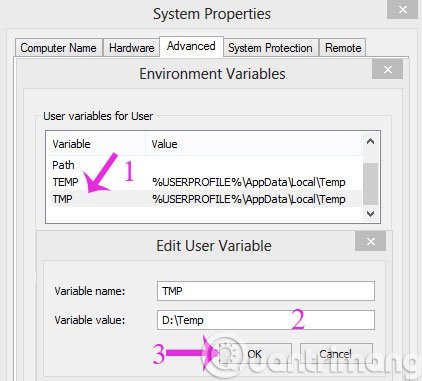 System Properties
Computer Name Hardware Advanced System Protection Remote
Environment Variables
User variables for User
Variable Value
Path
TEMP %USERPROFILE%\AppData\Local\Temp
TMP %USERPROFILE%\AppData\Local\Temp
1
Edit User Variable
Variable name: TMP
Variable value: D:\Temp
2
3 OK Cancel
uantrimang